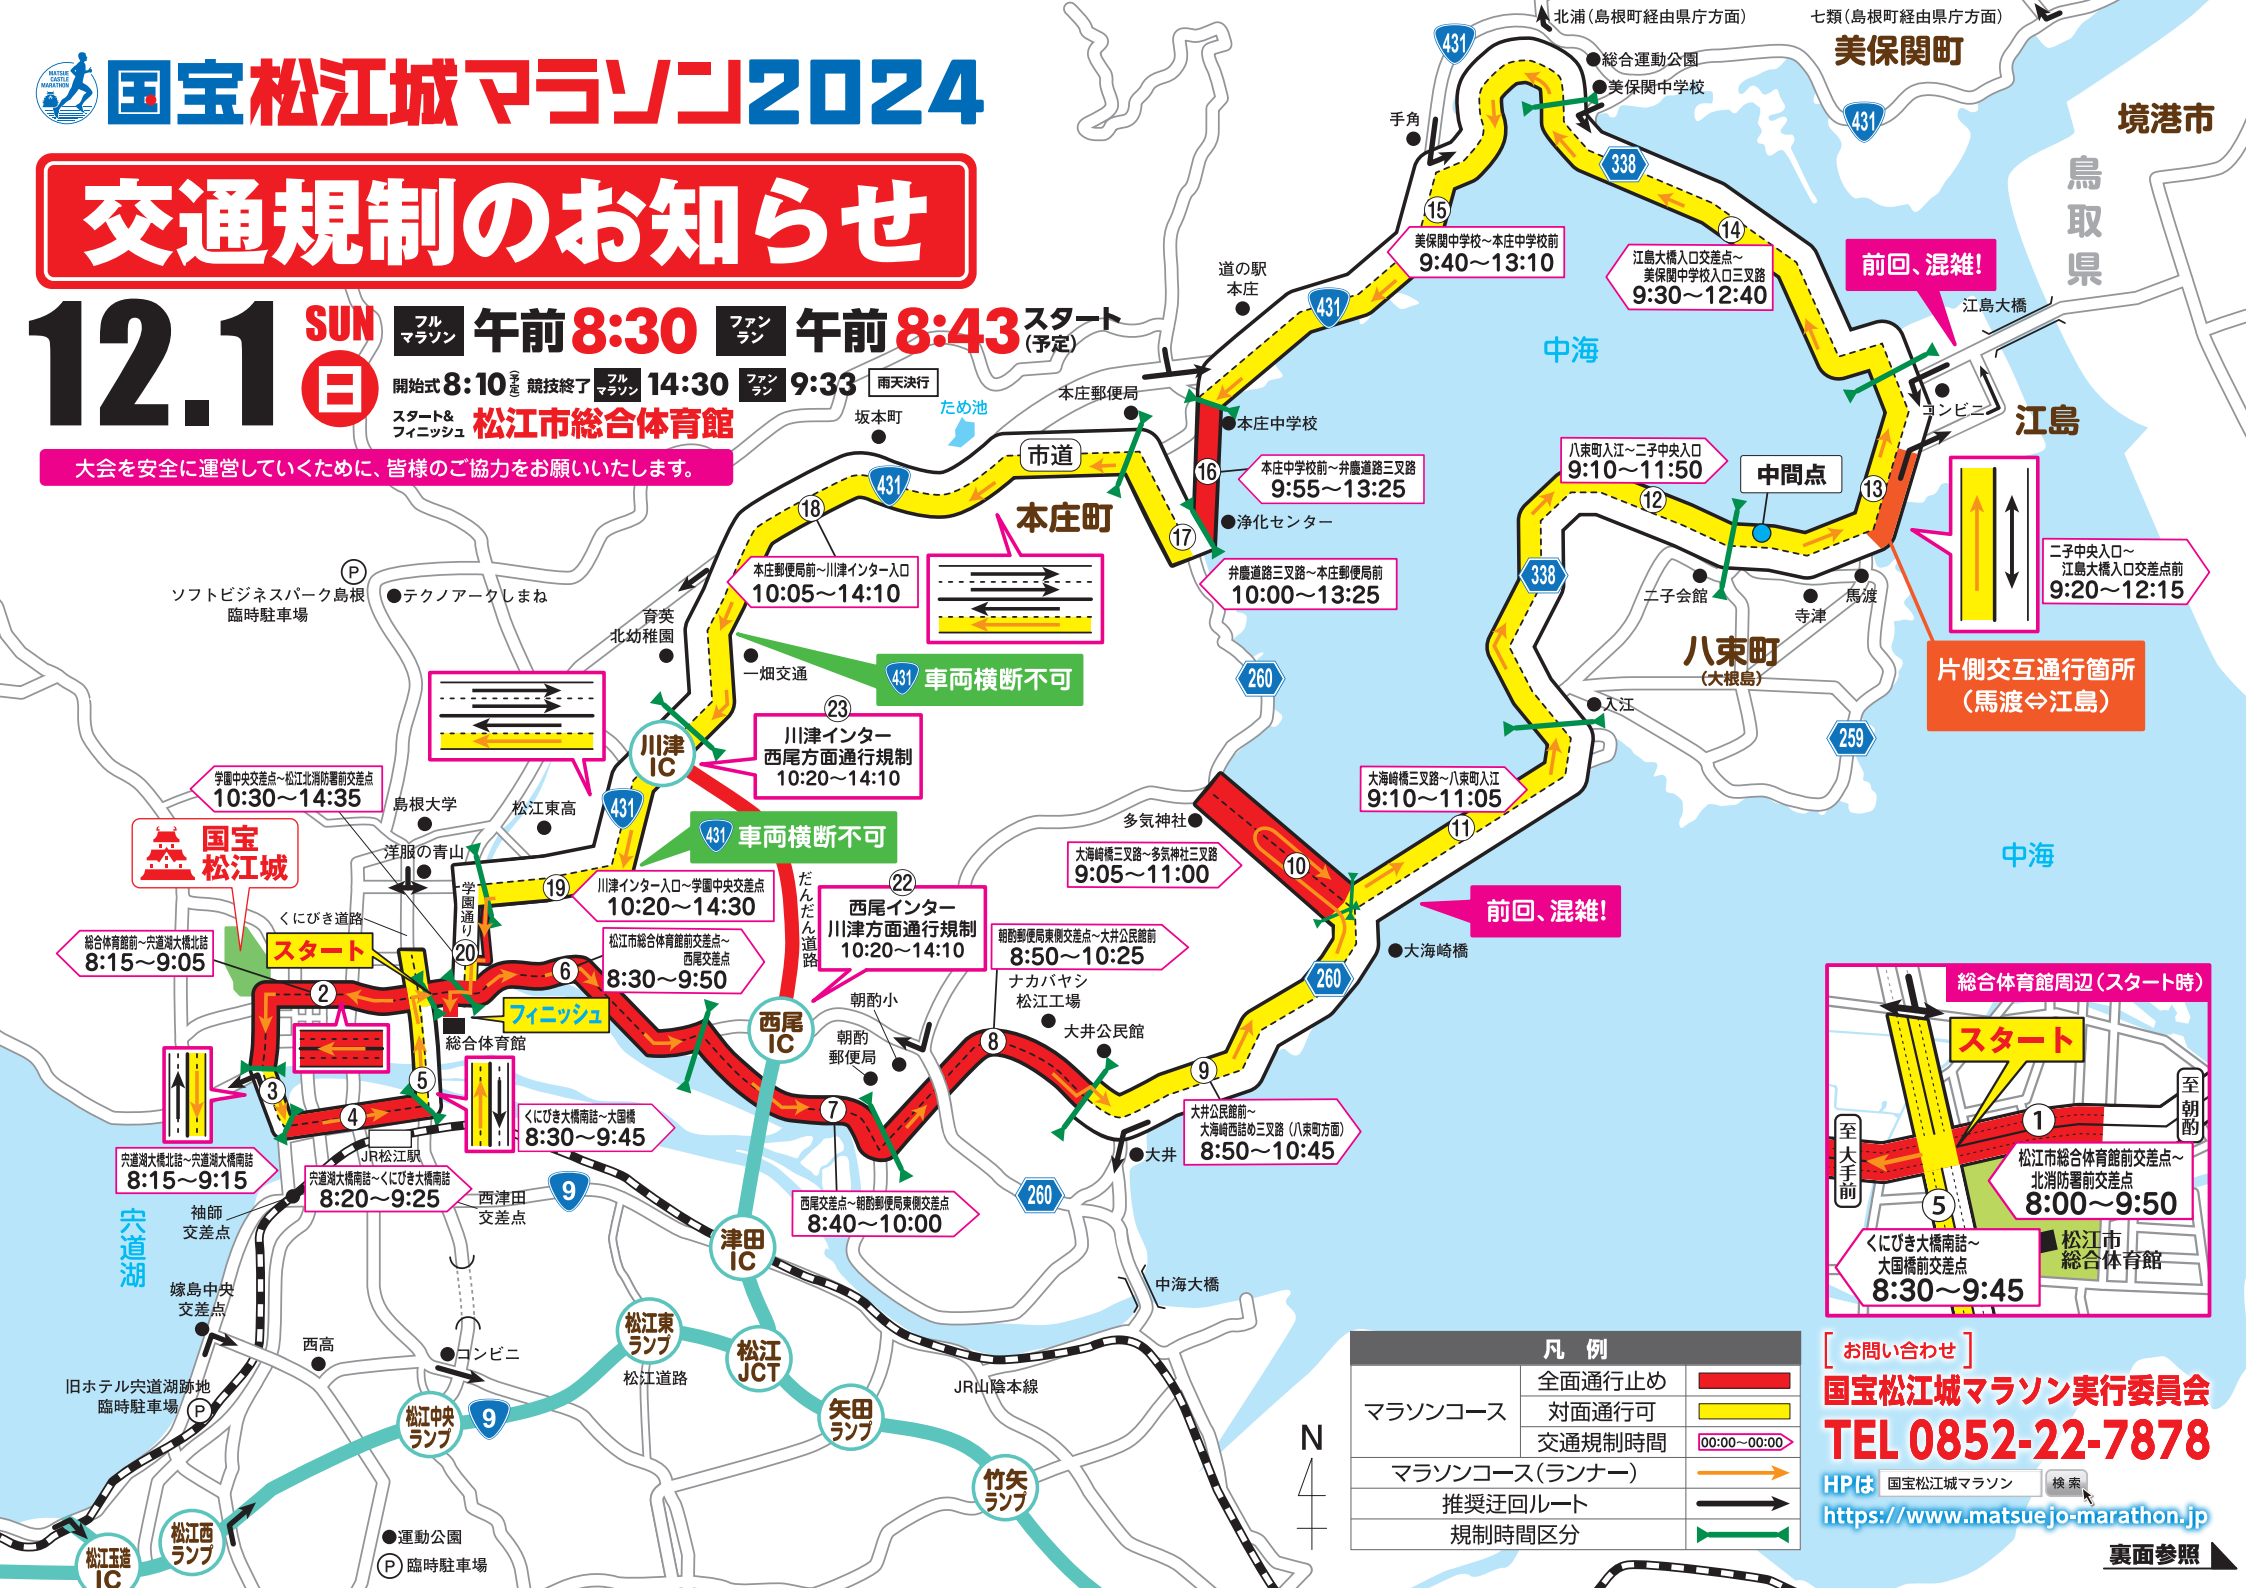 MATSUE
CASTLE
MARATHON
国宝松江城マラソン2024
交通規制のお知らせ
12.1
SUN
日
フル
マラソン
午前8:30
ファン
ラン
午前8:43
スタート
(予定)
開始式8:10(予定) 競技終了 フルマラソン 14:30 ファンラン 9:33 雨天決行
スタート&
フィニッシュ 松江市総合体育館
大会を安全に運営していくために、皆様のご協力をお願いいたします。
北浦(島根町経由県庁方面)
七類(島根町経由県庁方面)
美保関町
境港市
鳥取県
431
総合運動公園
美保関中学校
431
手角
338
15
美保関中学校〜本庄中学校前
9:40〜13:10
14
江島大橋入口交差点〜
美保関中学校入口三叉路
9:30〜12:40
前回、混雑!
江島大橋
道の駅
本庄
431
中海
コンビニ
江島
本庄郵便局
ため池
坂本町
本庄中学校
市道
431
16
本庄中学校前〜弁慶道路三叉路
9:55〜13:25
浄化センター
17
弁慶道路三叉路〜本庄郵便局前
10:00〜13:25
本庄町
18
本庄郵便局前〜川津インター入口
10:05〜14:10
八束町入江〜二子中央入口
9:10〜11:50
中間点
12
13
二子中央入口〜
江島大橋入口交差点前
9:20〜12:15
片側交互通行箇所
(馬渡⇔江島)
338
二子会館
馬渡
寺津
八束町
(大根島)
入江
259
260
P
ソフトビジネスパーク島根
臨時駐車場
テクノアークしまね
育英
北幼稚園
一畑交通
431 車両横断不可
23
川津インター
西尾方面通行規制
10:20〜14:10
川津
IC
431
431 車両横断不可
学園中央交差点〜松江北消防署前交差点
10:30〜14:35
島根大学
松江東高
洋服の青山
国宝
松江城
学園通り
19
川津インター入口〜学園中央交差点
10:20〜14:30
だんだん道路
22
西尾インター
川津方面通行規制
10:20〜14:10
くにびき道路
スタート
20
総合体育館前〜宍道湖大橋北詰
8:15〜9:05
2
6
松江市総合体育館前交差点〜
西尾交差点
8:30〜9:50
フィニッシュ
総合体育館
西尾
IC
朝酌小
朝酌
郵便局
朝酌郵便局東側交差点〜大井公民館前
8:50〜10:25
ナカバヤシ
松江工場
大井公民館
8
多気神社
大海崎橋三叉路〜多気神社三叉路
9:05〜11:00
10
大海崎橋三叉路〜八束町入江
9:10〜11:05
11
前回、混雑!
大海崎橋
中海
260
9
大井公民館前〜
大海崎西詰め三叉路(八束町方面)
8:50〜10:45
大井
260
7
西尾交差点〜朝酌郵便局東側交差点
8:40〜10:00
3
4
5
くにびき大橋南詰〜大国橋
8:30〜9:45
宍道湖大橋北詰〜宍道湖大橋南詰
8:15〜9:15
JR松江駅
宍道湖大橋南詰〜くにびき大橋南詰
8:20〜9:25
西津田
交差点
9
袖師
交差点
宍道湖
嫁島中央
交差点
西高
コンビニ
旧ホテル宍道湖跡地
臨時駐車場
P
津田
IC
中海大橋
松江東
ランプ
松江道路
松江
JCT
JR山陰本線
矢田
ランプ
竹矢
ランプ
松江中央
ランプ
9
松江西
ランプ
松江玉造
IC
運動公園
P
臨時駐車場
総合体育館周辺(スタート時)
スタート
至朝酌
至大手前
1
松江市総合体育館前交差点〜
北消防署前交差点
8:00〜9:50
5
くにびき大橋南詰〜
大国橋前交差点
8:30〜9:45
松江市
総合体育館
N
凡 例
マラソンコース
全面通行止め
対面通行可
交通規制時間
00:00〜00:00
マラソンコース(ランナー)
推奨迂回ルート
規制時間区分
お問い合わせ
国宝松江城マラソン実行委員会
TEL 0852-22-7878
HPは 国宝松江城マラソン 検索
https://www.matsuejo-marathon.jp
裏面参照